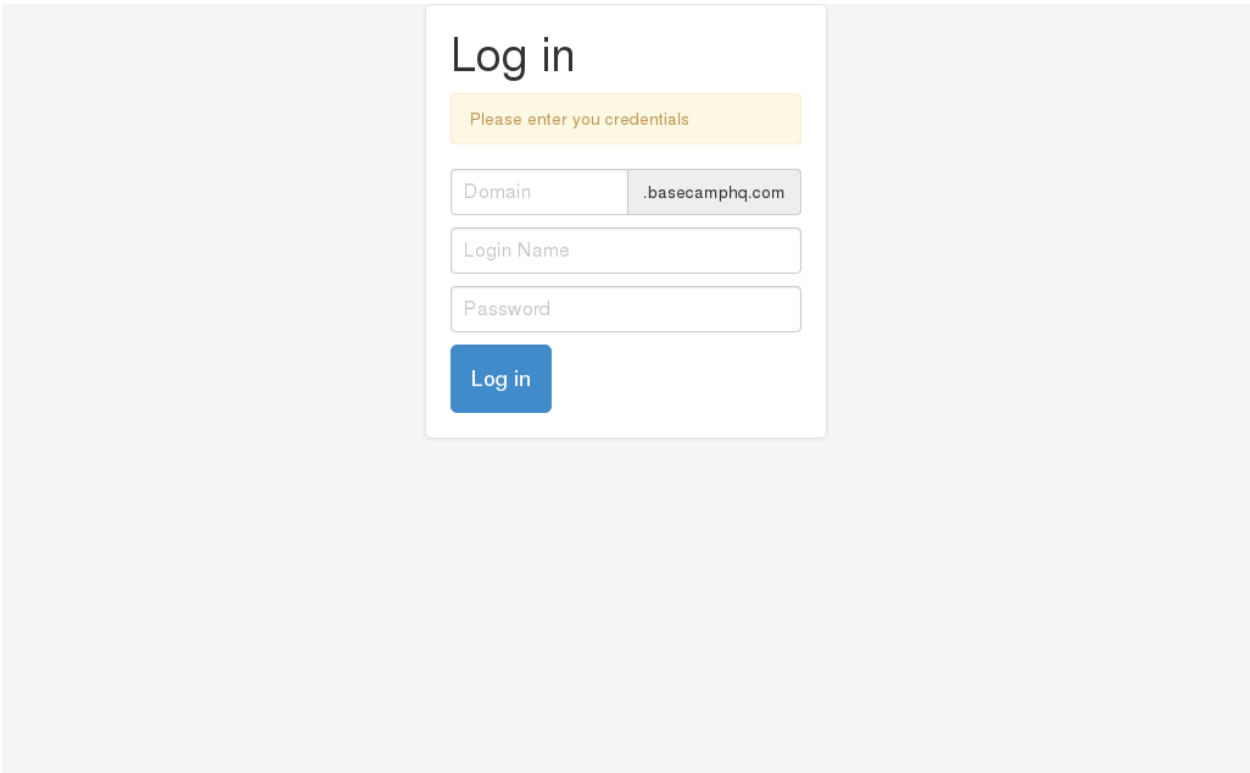 Log in
Please enter you credentials
Domain .basecamphq.com
Login Name
Password
Log in